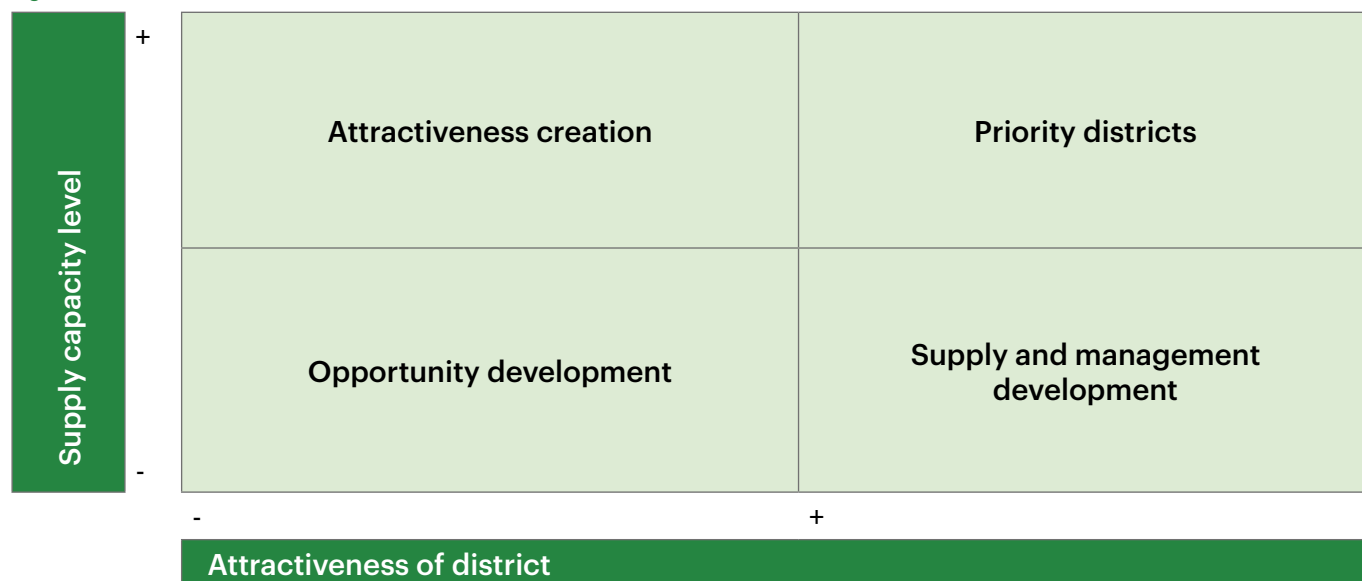 +
Attractiveness creation
Priority districts
Supply capacity level
Opportunity development
Supply and management
development
-
-
+
Attractiveness of district